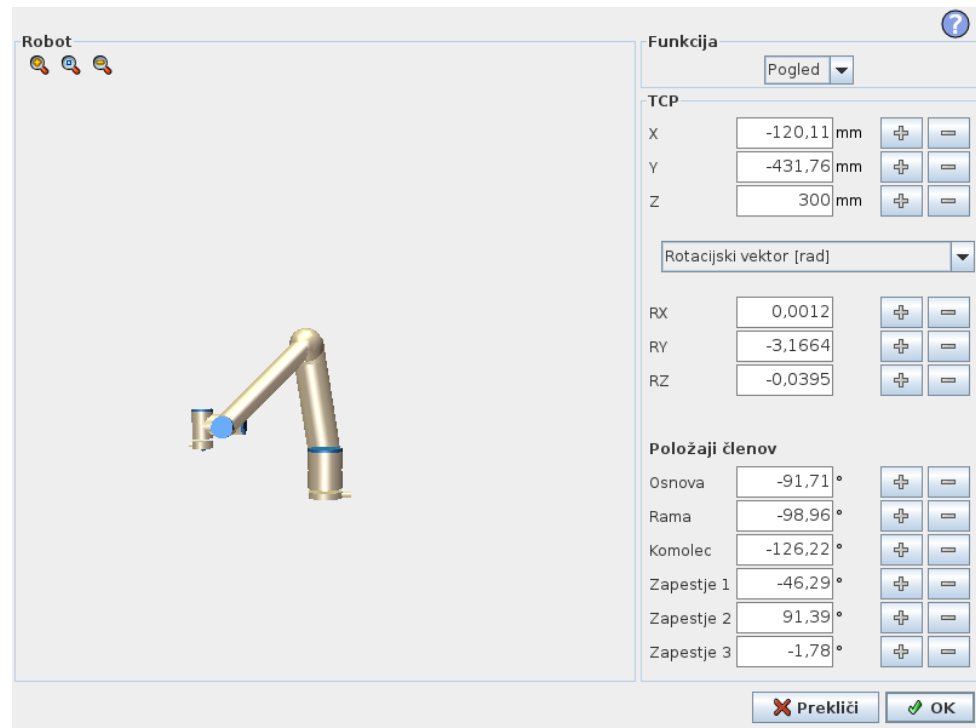 Robot
Funkcija
Pogled
TCP
X -120,11 mm
Y -431,76 mm
Z 300 mm
Rotacijski vektor [rad]
RX 0,0012
RY -3,1664
RZ -0,0395
Položaji členov
Osnova -91,71 °
Rama -98,96 °
Komolec -126,22 °
Zapestje 1 -46,29 °
Zapestje 2 91,39 °
Zapestje 3 -1,78 °
Prekliči OK